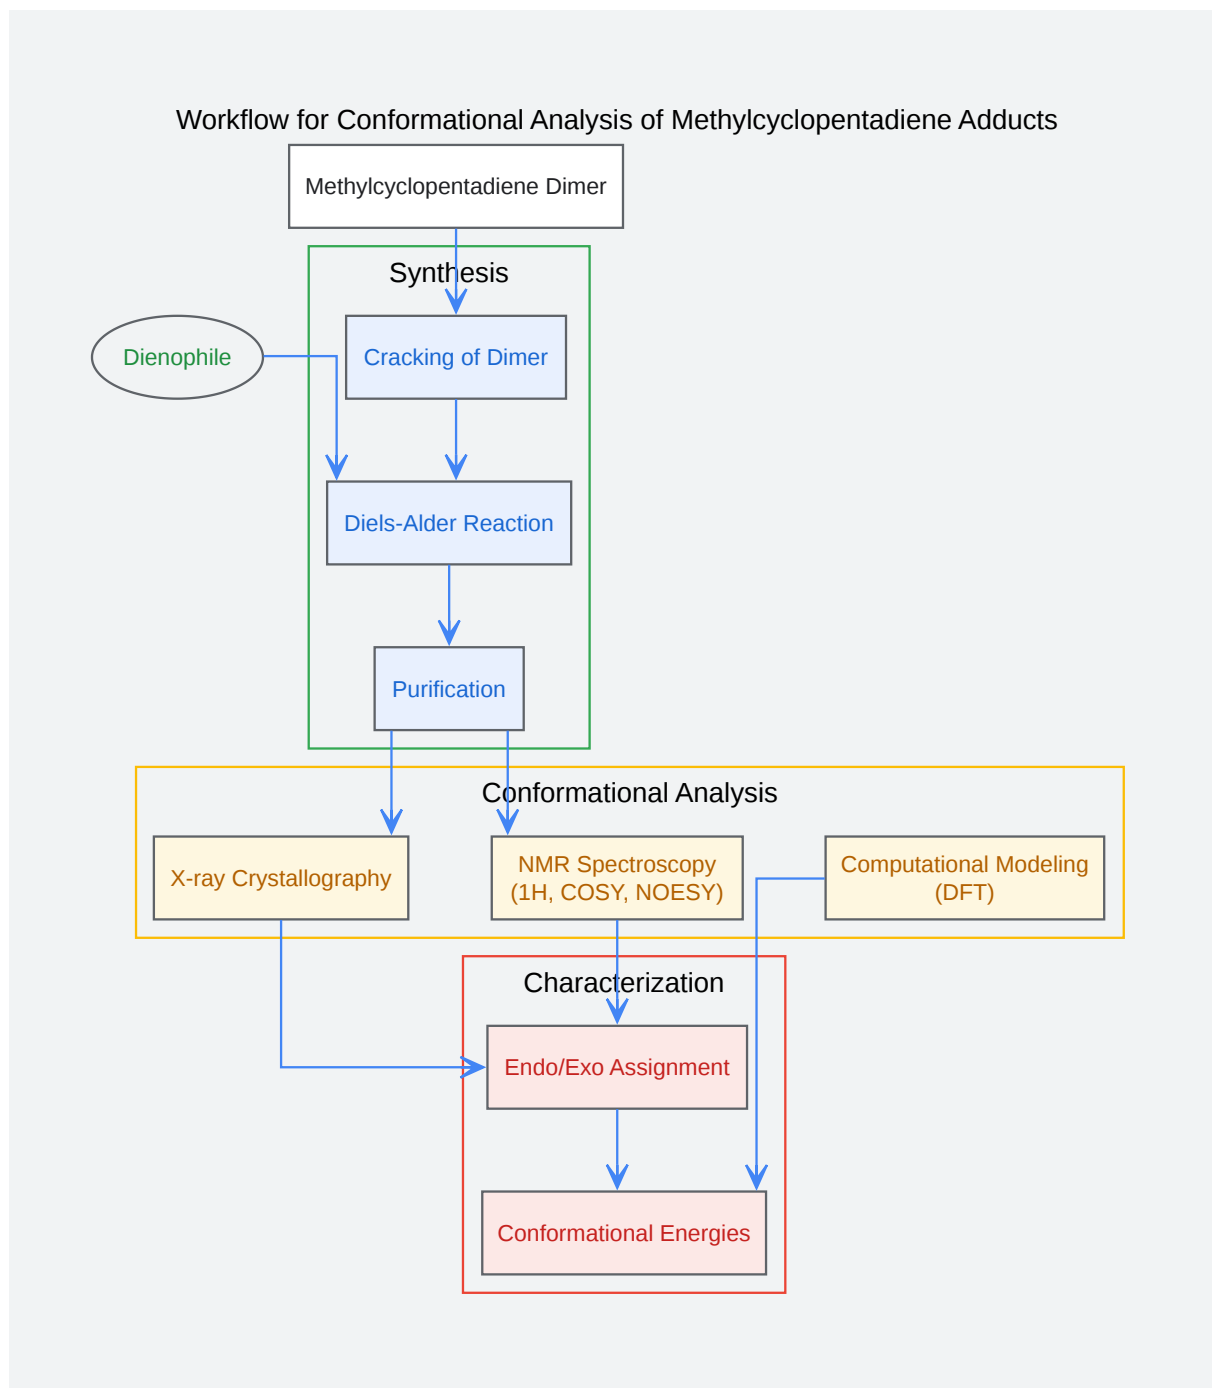 Workflow for Conformational Analysis of Methylcyclopentadiene Adducts
Methylcyclopentadiene Dimer
Synthesis
Dienophile
Cracking of Dimer
Diels-Alder Reaction
Purification
Conformational Analysis
X-ray Crystallography
NMR Spectroscopy
(1H, COSY, NOESY)
Computational Modeling
(DFT)
Characterization
Endo/Exo Assignment
Conformational Energies